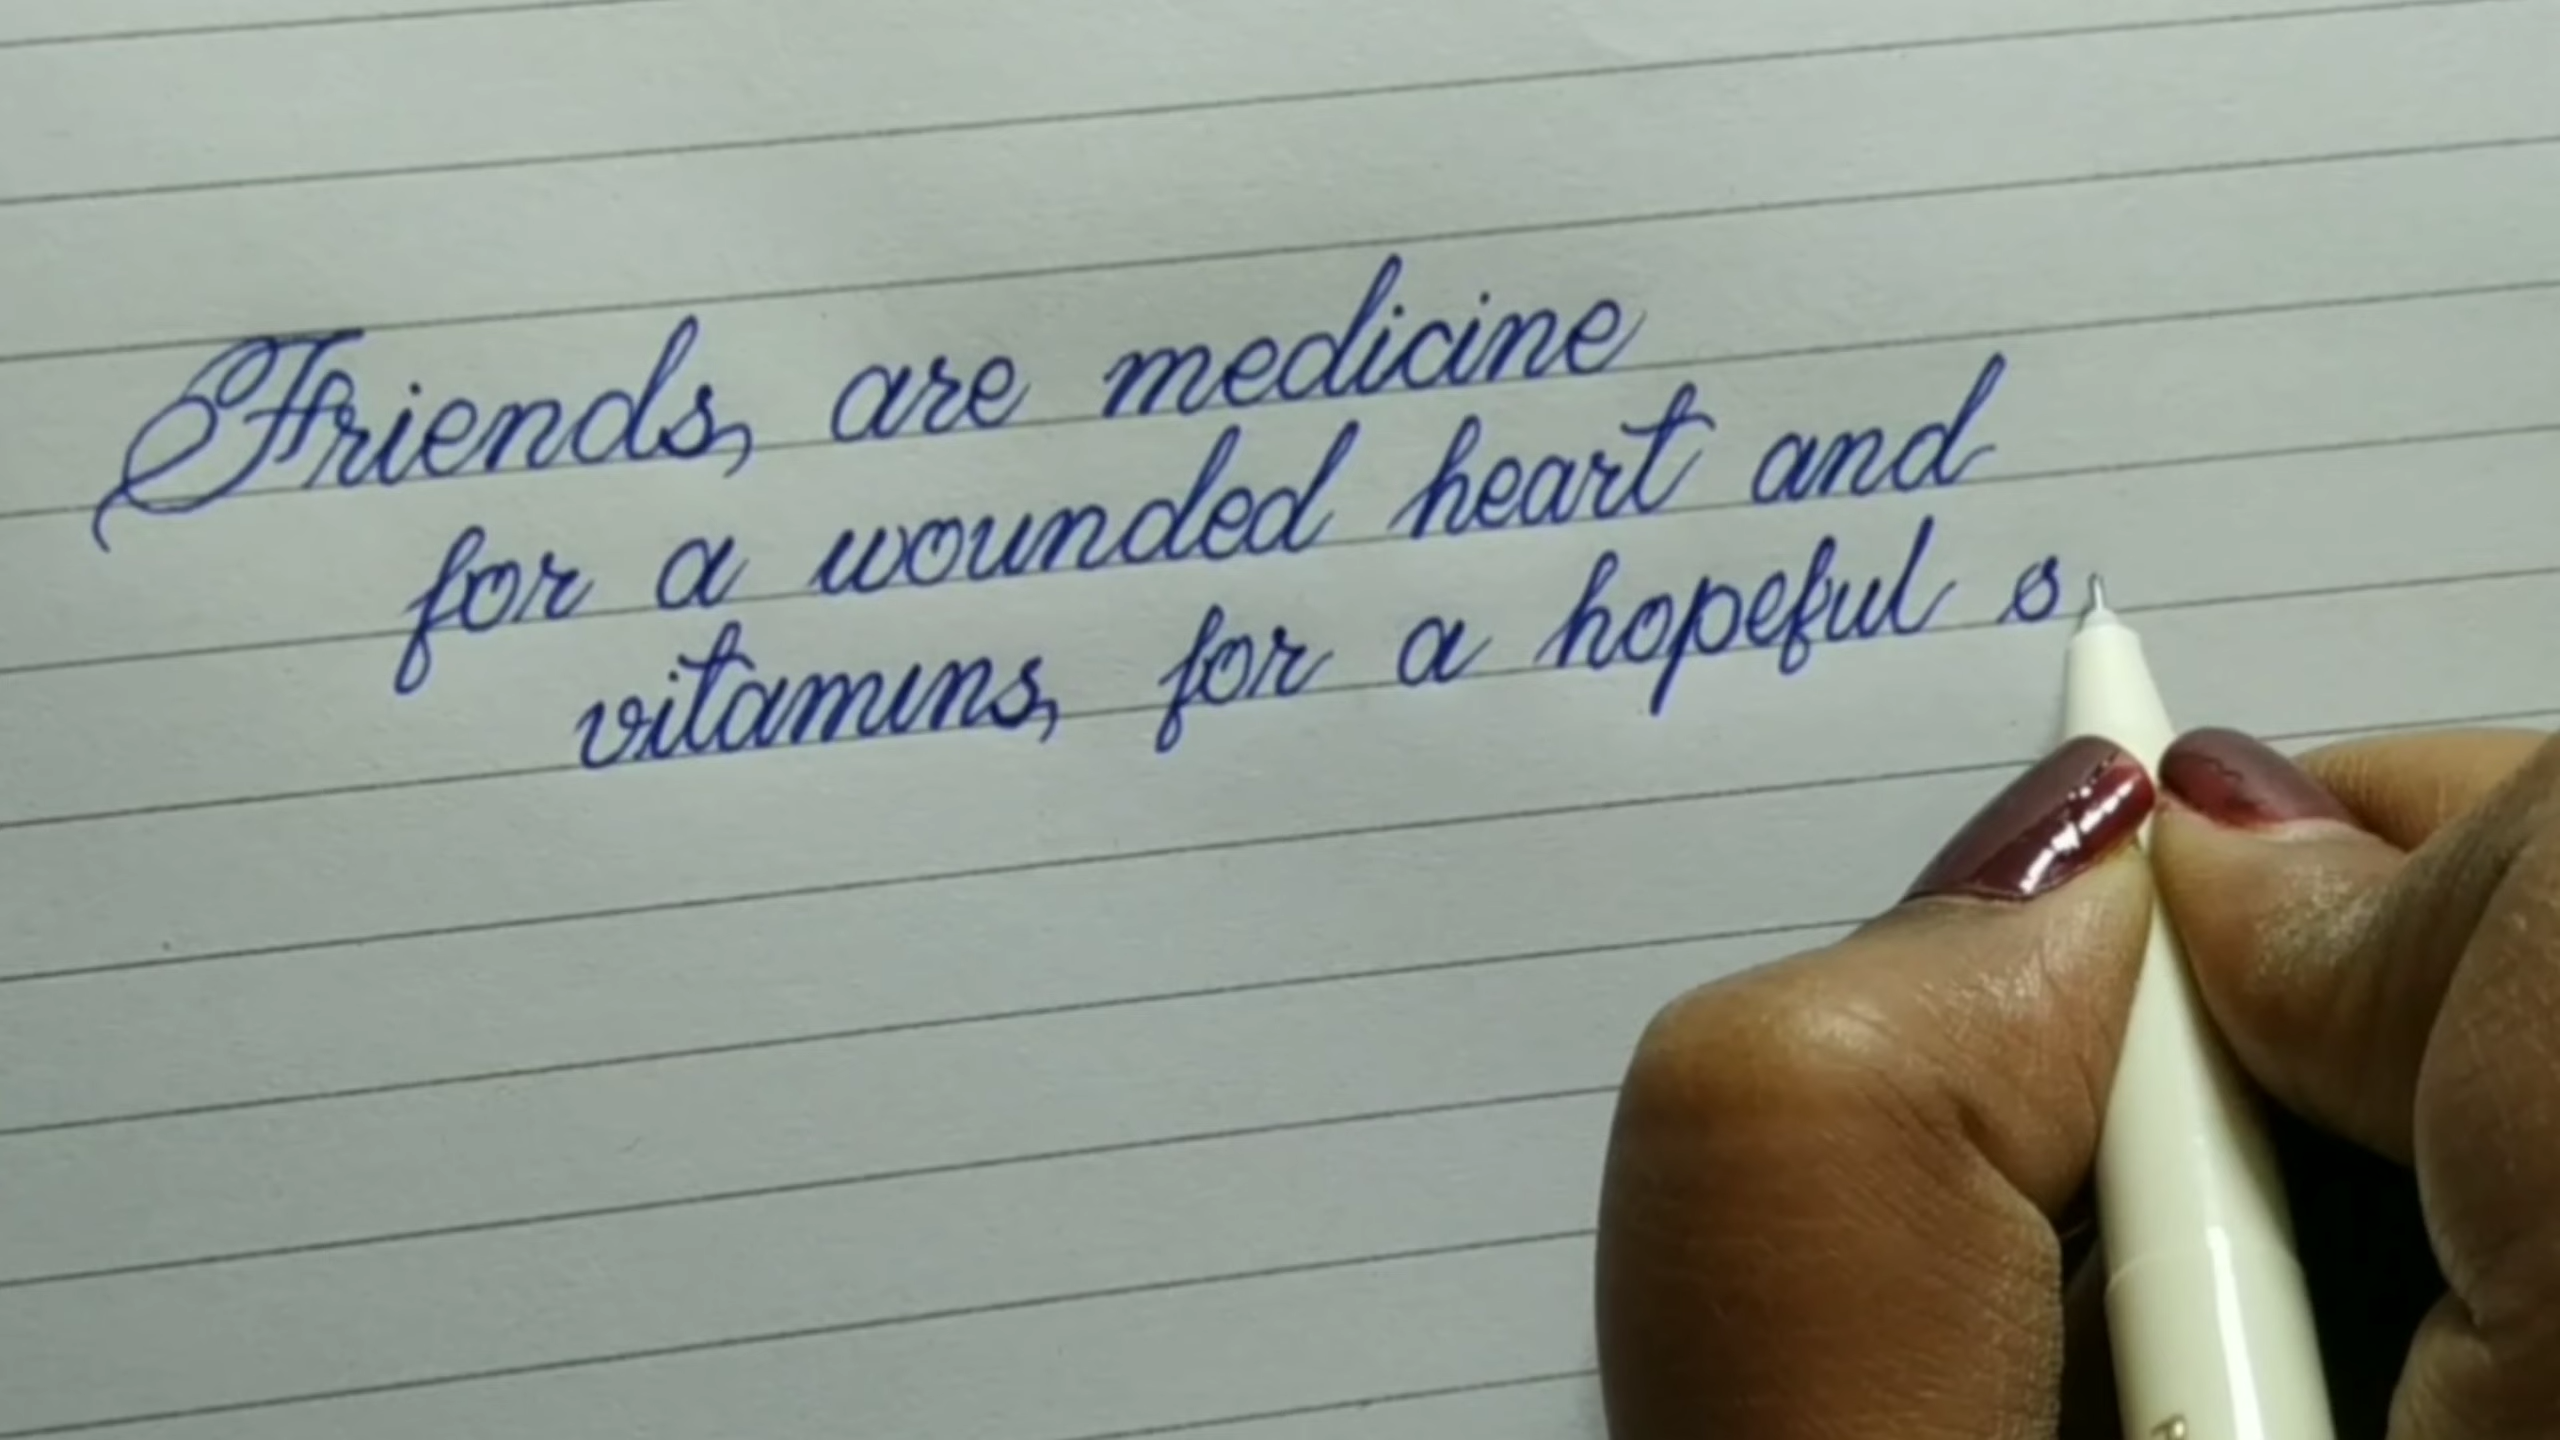 Friends, are medicine
for a wounded heart and
vitamins, for a hopeful s